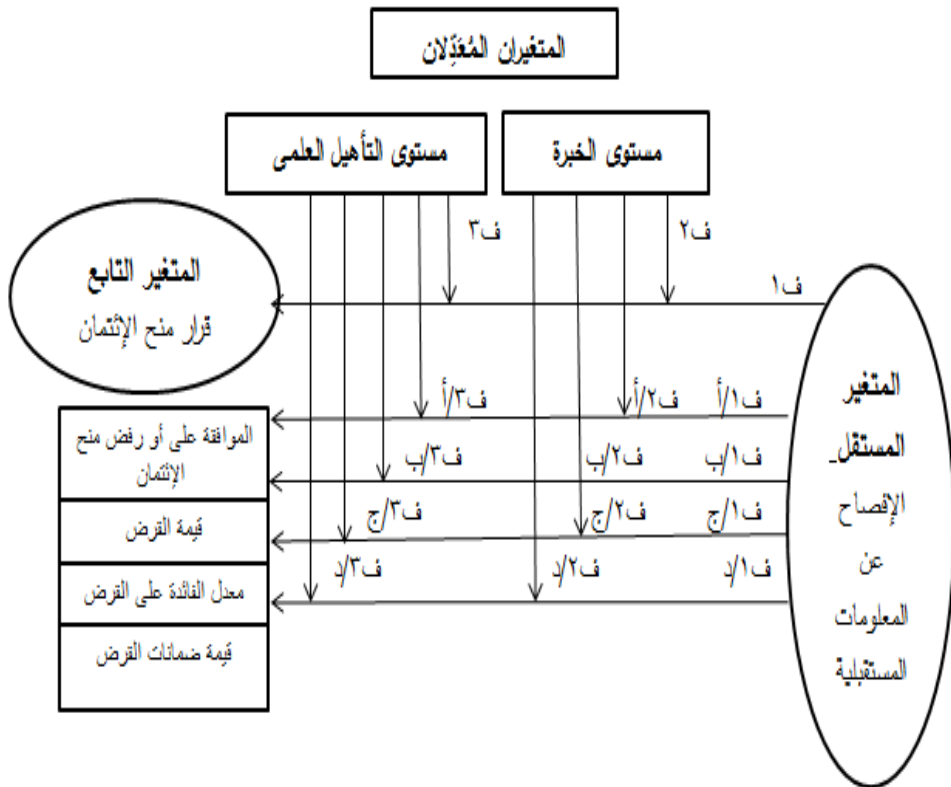 المتغيران المُعَدِّلان
مستوى الخبرة
مستوى التأهيل العلمى
ف٢
ف٣
ف١
المتغير التابع
قرار منح الإئتمان
المتغير
المستقل_
الإفصاح
عن
المعلومات
المستقبلية
ف١/أ
ف٢/أ
ف٣/أ
ف١/ب
ف٢/ب
ف٣/ب
ف١/ج
ف٢/ج
ف٣/ج
ف١/د
ف٢/د
ف٣/د
الموافقة على أو رفض منح
الإئتمان
قيمة القرض
معدل الفائدة على القرض
قيمة ضمانات القرض